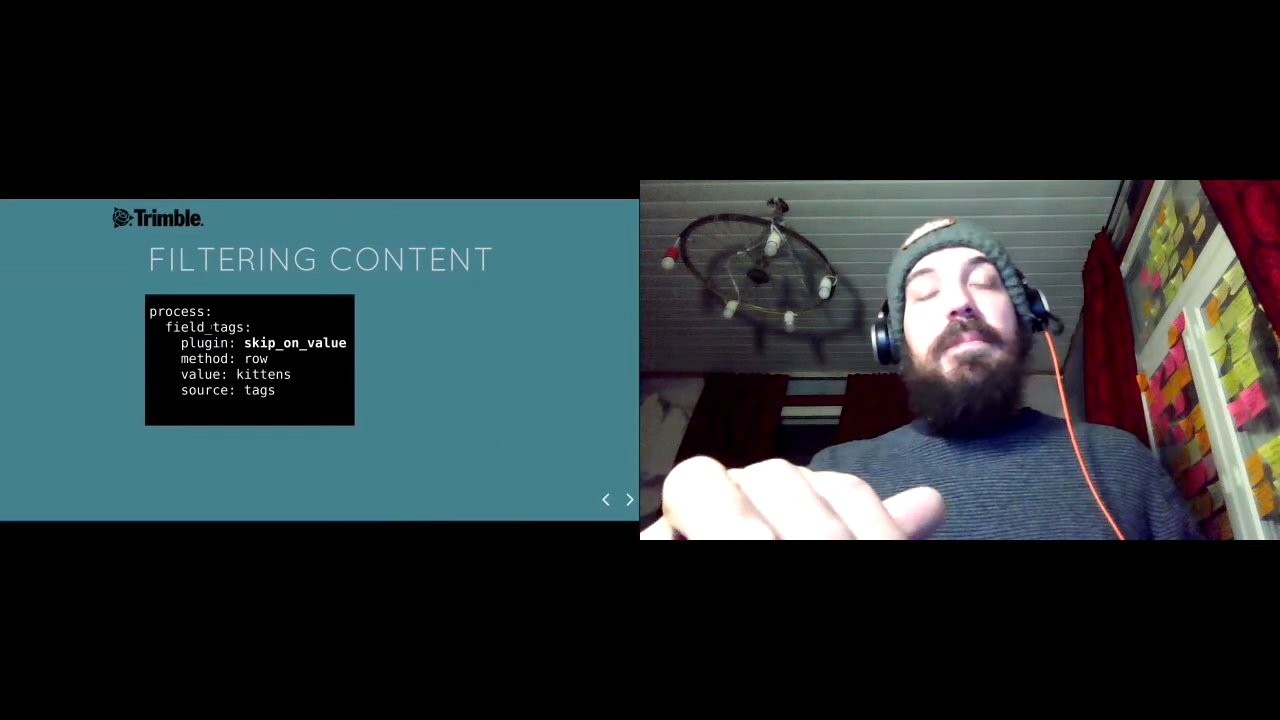 Trimble.
FILTERING CONTENT
process:
field_tags:
plugin: skip_on_value
method: row
value: kittens
source: tags